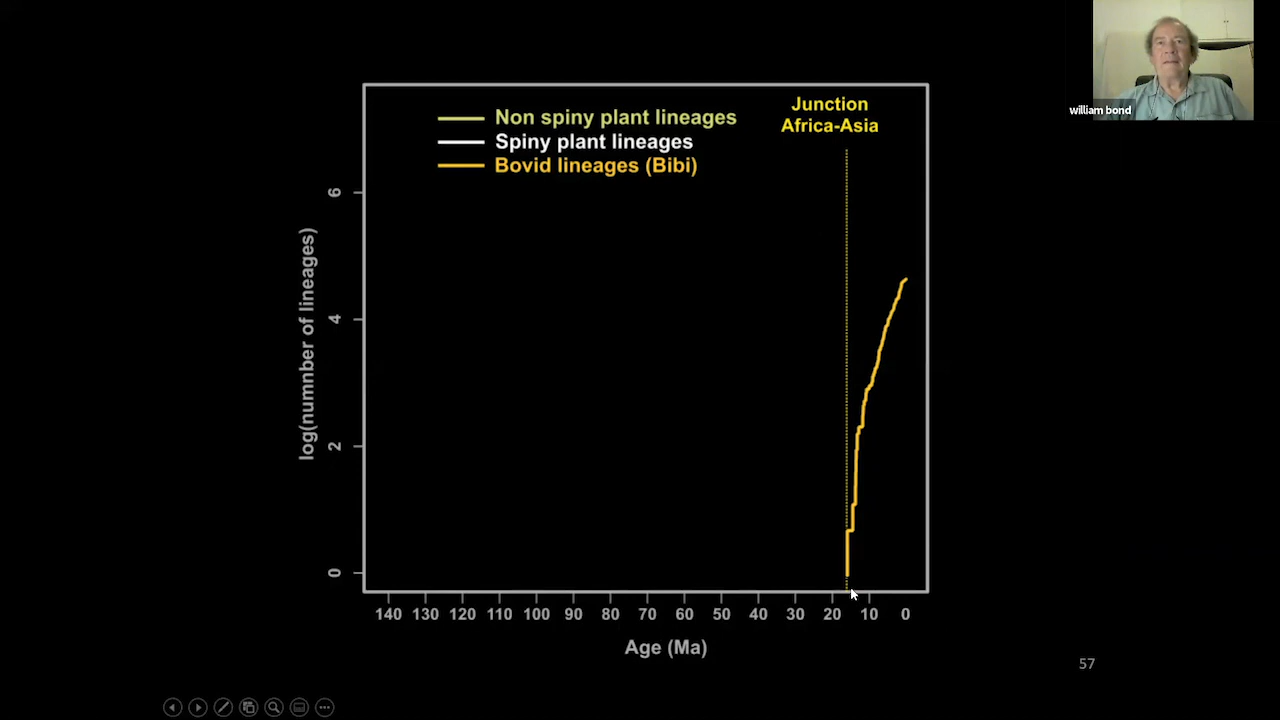 william bond
Junction
Africa-Asia
Non spiny plant lineages
Spiny plant lineages
Bovid lineages (Bibi)
log(numnber of lineages)
6
4
2
0
140 130 120 110 100 90 80 70 60 50 40 30 20 10 0
Age (Ma)
57